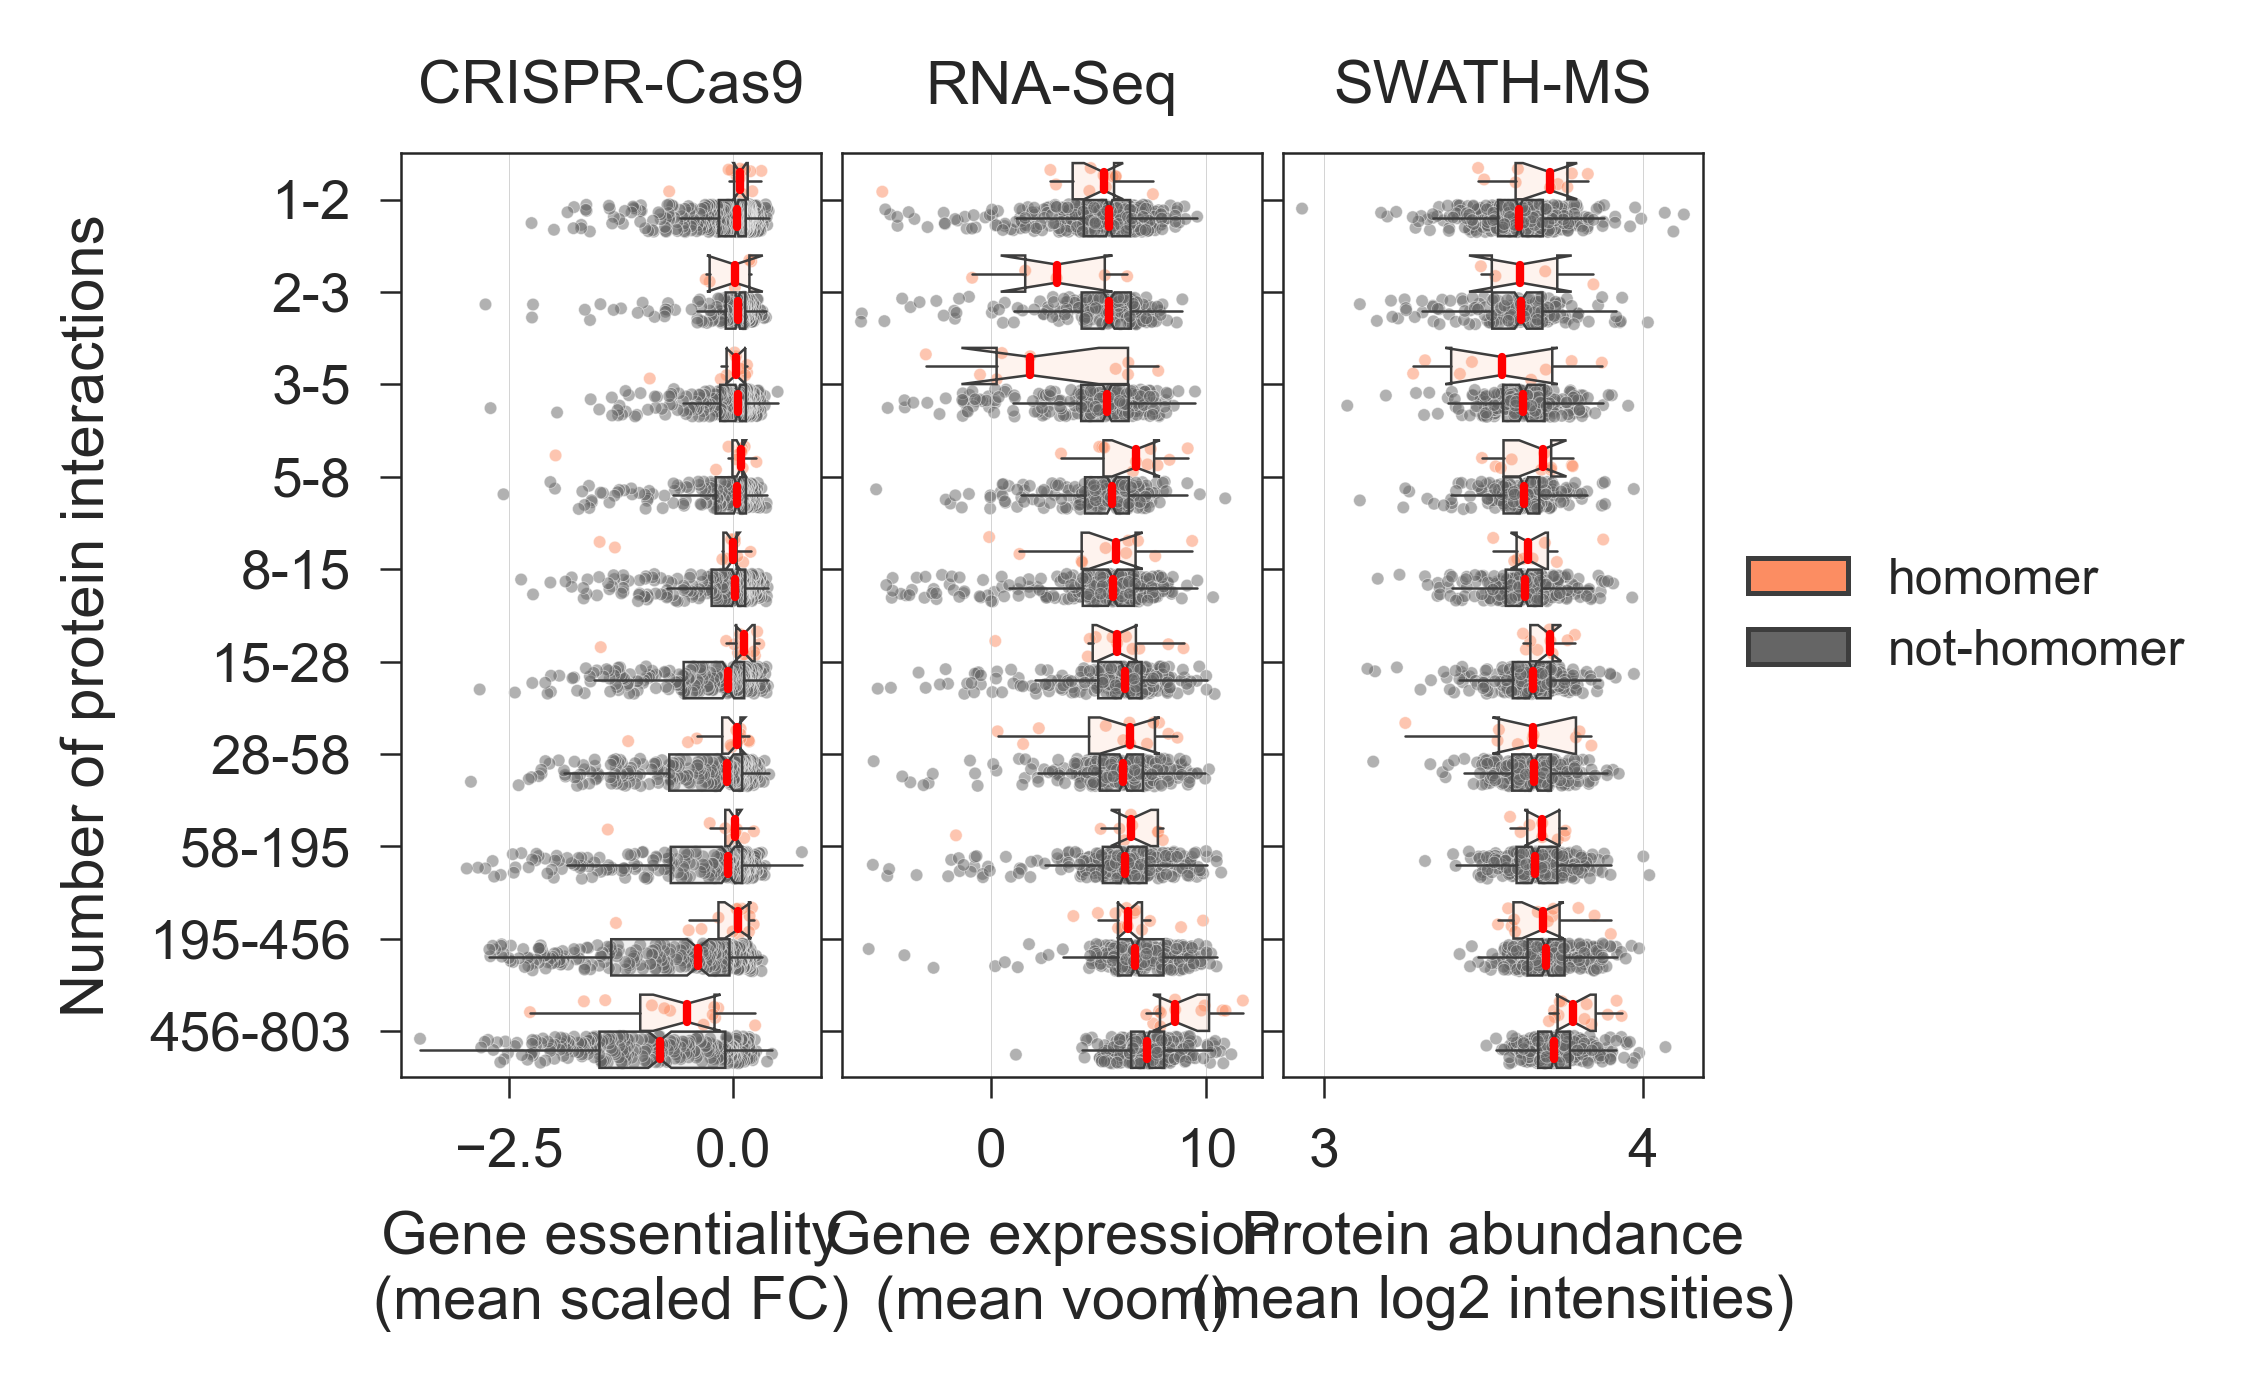 CRISPR-Cas9 RNA-Seq SWATH-MS
Number of protein interactions
1-2
2-3
3-5
5-8
8-15
15-28
28-58
58-195
195-456
456-803
homomer
not-homomer
−2.5 0.0 0 10 3 4
Gene essentiality Gene expression Protein abundance
(mean scaled FC) (mean voom) (mean log2 intensities)